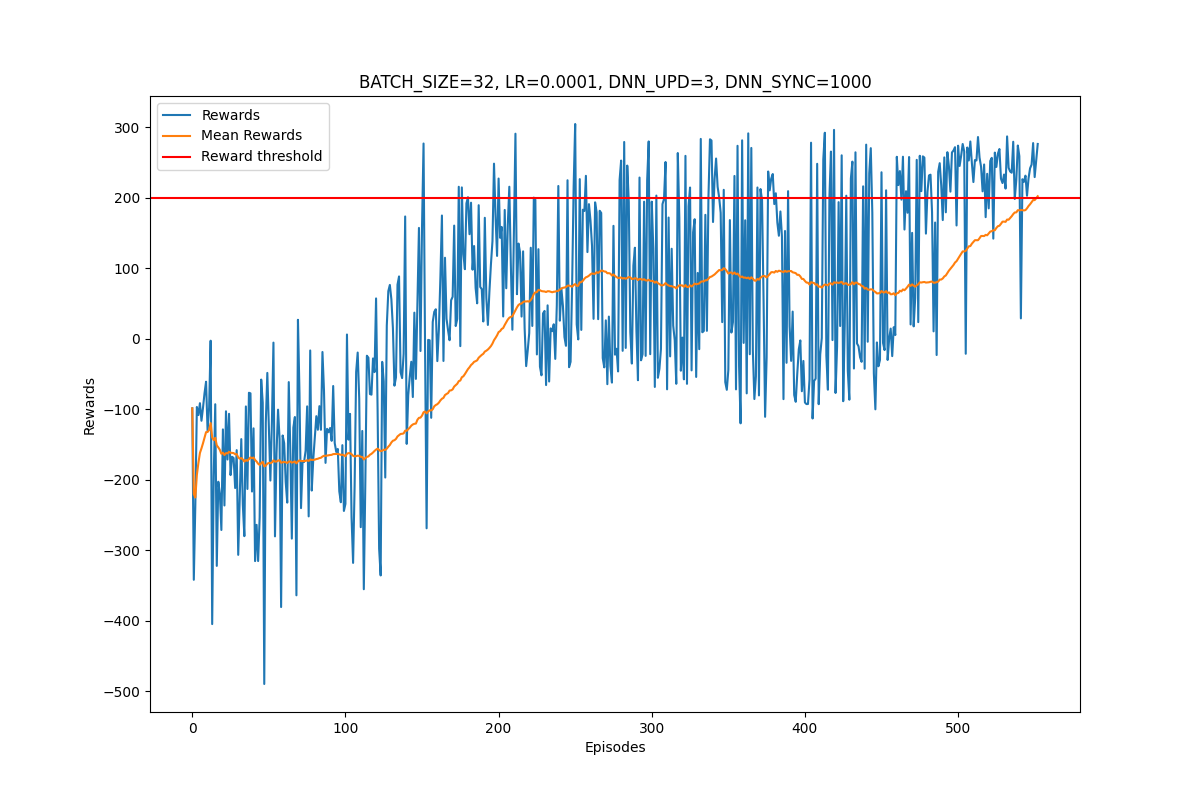 BATCH_SIZE=32, LR=0.0001, DNN_UPD=3, DNN_SYNC=1000
Rewards
Mean Rewards
Reward threshold
300
200
100
0
−100
−200
−300
−400
−500
Rewards
0
100
200
300
400
500
Episodes